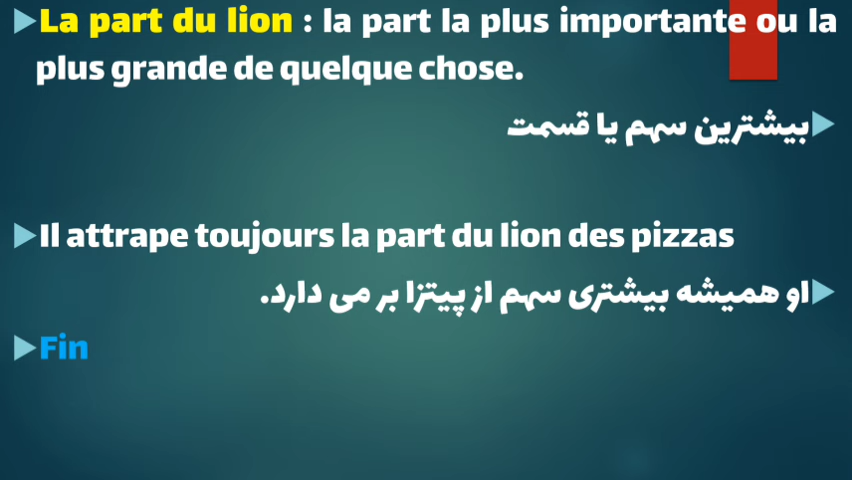 La part du lion : la part la plus importante ou la
plus grande de quelque chose.
بیشترین سهم یا قسمت
Il attrape toujours la part du lion des pizzas
او همیشه بیشتری سهم از پیتزا بر می دارد.
Fin